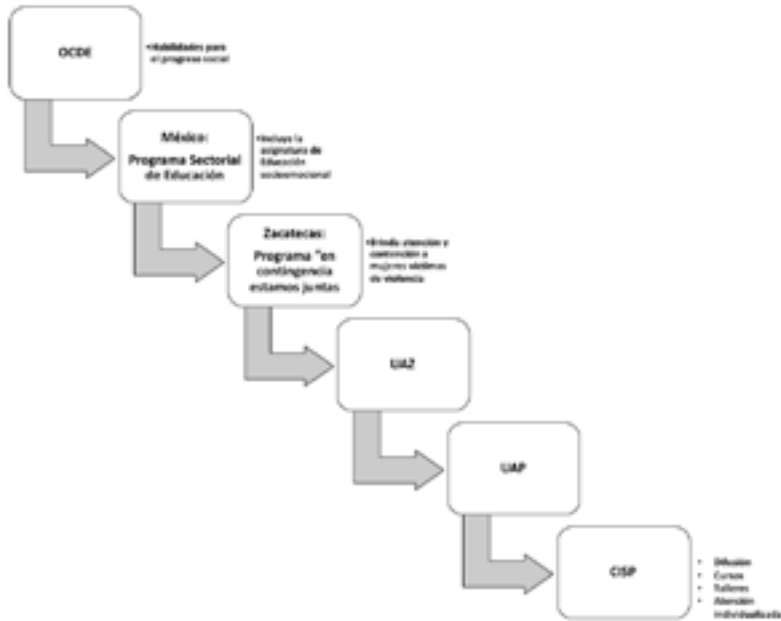 OCDE
•Habilidades para
el progreso social
México:
Programa Sectorial
de Educación
•Incluye la
asignatura de
Educación
socioemocional
Zacatecas:
Programa "en
contingencia
estamos juntas
•Brinda atención y
contención a
mujeres víctimas
de violencia
UAZ
UAP
CISP
• Difusión
• Cursos
• Talleres
• Atención
individualizada